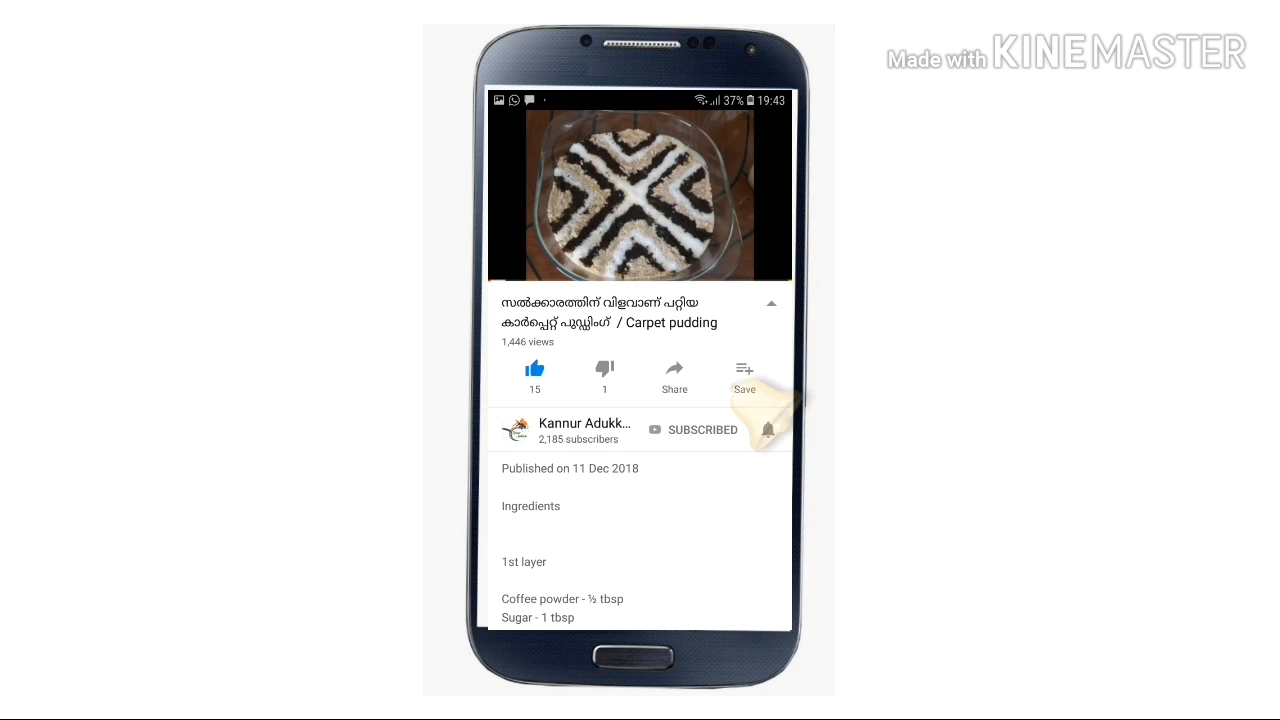 Made with KINEMASTER
37% 19:43
സൽക്കാരത്തിന് വിളവാണ് പറ്റിയ
കാർപ്പെറ്റ് പുഡ്ഡിംഗ് / Carpet pudding
1,446 views
15
1
Share
Save
Kannur Adukk...
SUBSCRIBED
2,185 subscribers
Published on 11 Dec 2018
Ingredients
1st layer
Coffee powder - ½ tbsp
Sugar - 1 tbsp